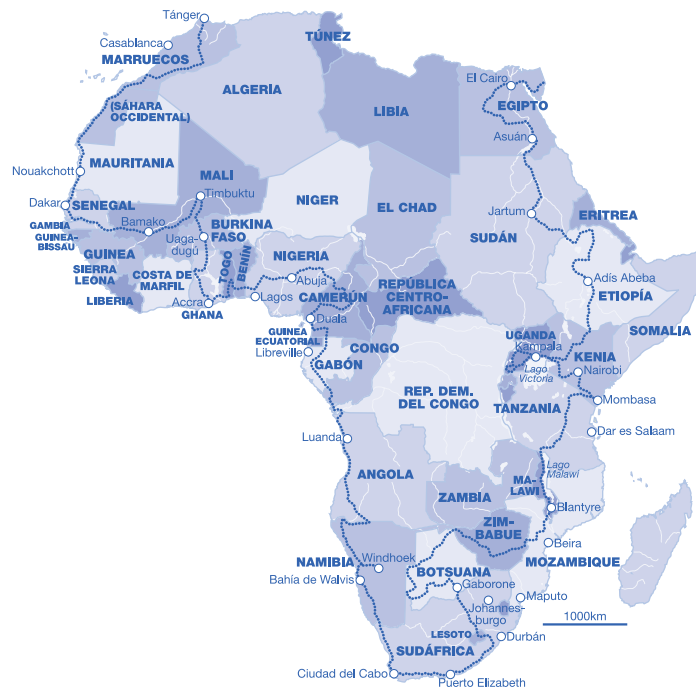 Tánger
Casablanca
MARRUECOS
TÚNEZ
ALGERIA
LIBIA
El Cairo
EGIPTO
(SÁHARA
OCCIDENTAL)
Asuán
MAURITANIA
Nouakchott
MALI
Timbuktu
NIGER
EL CHAD
SUDÁN
Jartum
ERITREA
Dakar
SENEGAL
GAMBIA
GUINEA-
BISSAU
Bamako
BURKINA
FASO
Uaga-
dugú
GUINEA
SIERRA
LEONA
LIBERIA
COSTA DE
MARFIL
Accra
GHANA
TOGO
BENÍN
NIGERIA
Abuja
Lagos
CAMERÚN
REPÚBLICA
CENTRO-
AFRICANA
Adís Abeba
ETIOPÍA
SOMALIA
Duala
GUINEA
ECUATORIAL
Libreville
GABÓN
CONGO
UGANDA
Kampala
Lago
Victoria
KENIA
Nairobi
REP. DEM.
DEL CONGO
TANZANIA
Mombasa
Dar es Salaam
Luanda
ANGOLA
ZAMBIA
MA-
LAWI
Lago
Malawi
Blantyre
ZIM-
BABUE
Beira
MOZAMBIQUE
NAMIBIA
Windhoek
Bahía de Walvis
BOTSUANA
Gaborone
Johannes-
burgo
Maputo
1000km
LESOTO
Durbán
SUDÁFRICA
Ciudad del Cabo
Puerto Elizabeth